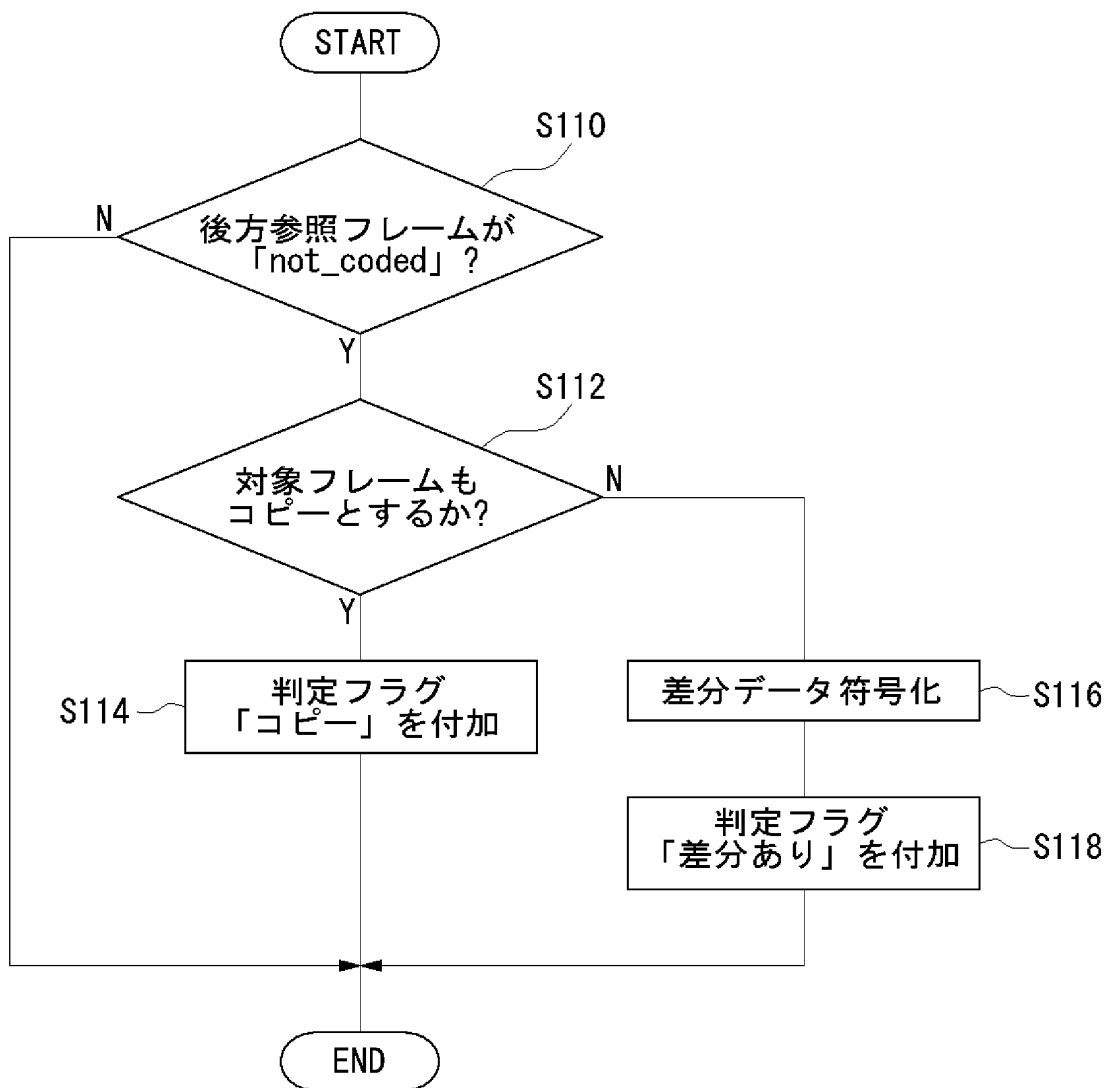 START
S110
N
後方参照フレームが
「not_coded」?
Y
S112
対象フレームも
コピーとするか?
N
Y
S114
判定フラグ
「コピー」を付加
差分データ符号化
S116
判定フラグ
「差分あり」を付加
S118
END